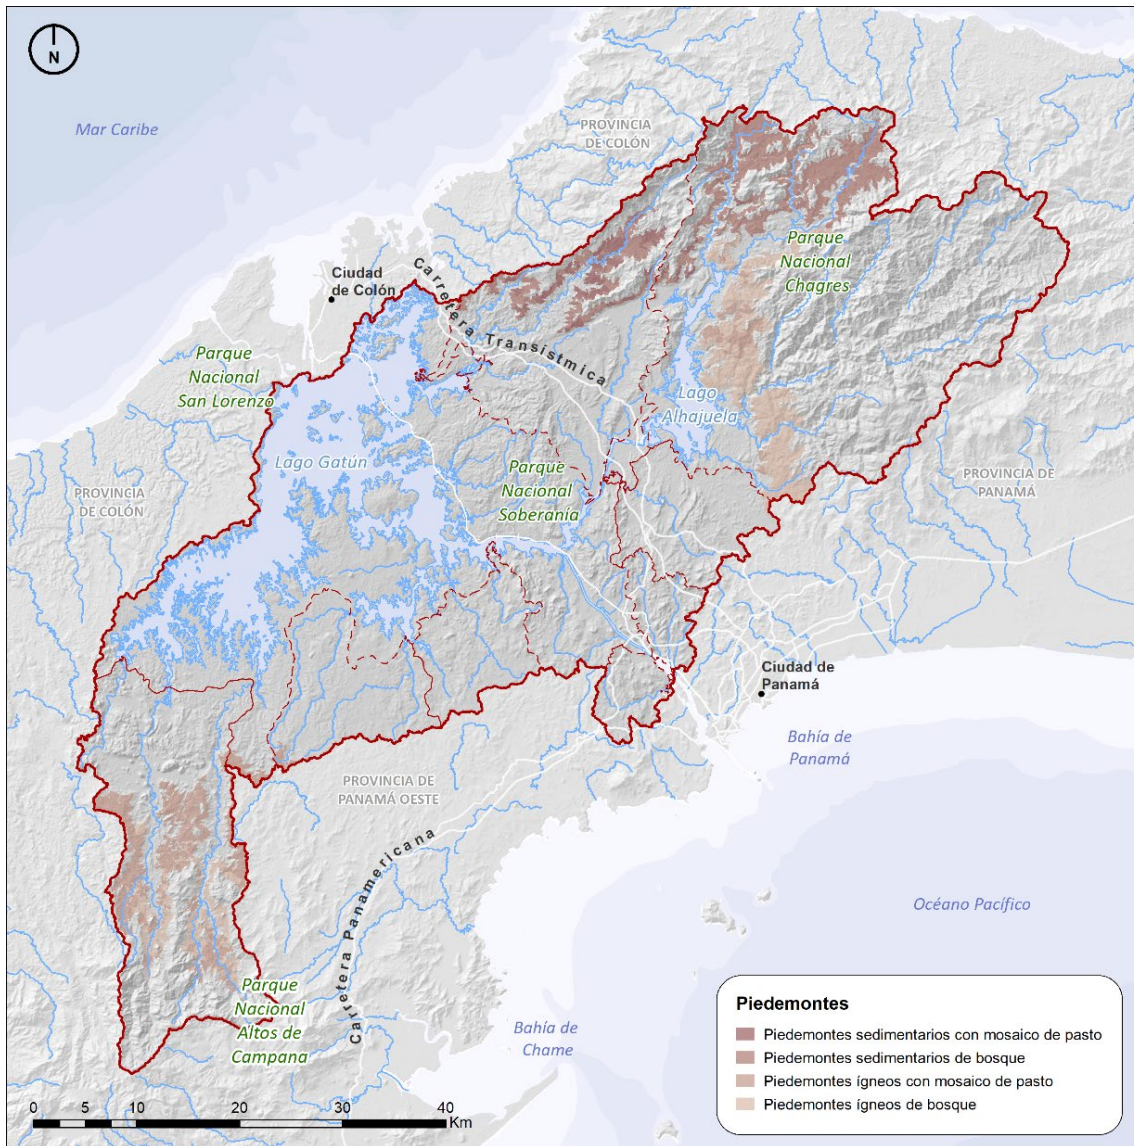 N
Mar Caribe
PROVINCIA
DE COLÓN
Parque
Nacional
Chagres
Ciudad
de Colón
Carretera Transístmica
Parque
Nacional
San Lorenzo
Lago
Alhajuela
Lago Gatún
Parque
Nacional
Soberanía
PROVINCIA DE
PANAMÁ
PROVINCIA
DE COLÓN
Ciudad de
Panamá
Bahía de
Panamá
PROVINCIA DE
PANAMÁ OESTE
Carretera Panamericana
Océano Pacífico
Parque
Nacional
Altos de
Campana
Bahía de
Chame
Piedemontes
Piedemontes sedimentarios con mosaico de pasto
Piedemontes sedimentarios de bosque
Piedemontes ígneos con mosaico de pasto
Piedemontes ígneos de bosque
0 5 10 20 30 40
Km